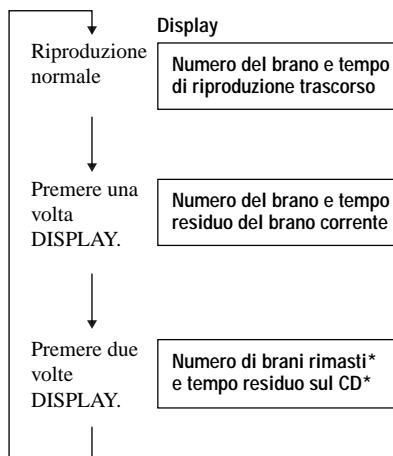 Display
Riproduzione
normale
Numero del brano e tempo
di riproduzione trascorso
Premere una
volta
DISPLAY.
Numero del brano e tempo
residuo del brano corrente
Premere due
volte
DISPLAY.
Numero di brani rimasti*
e tempo residuo sul CD*